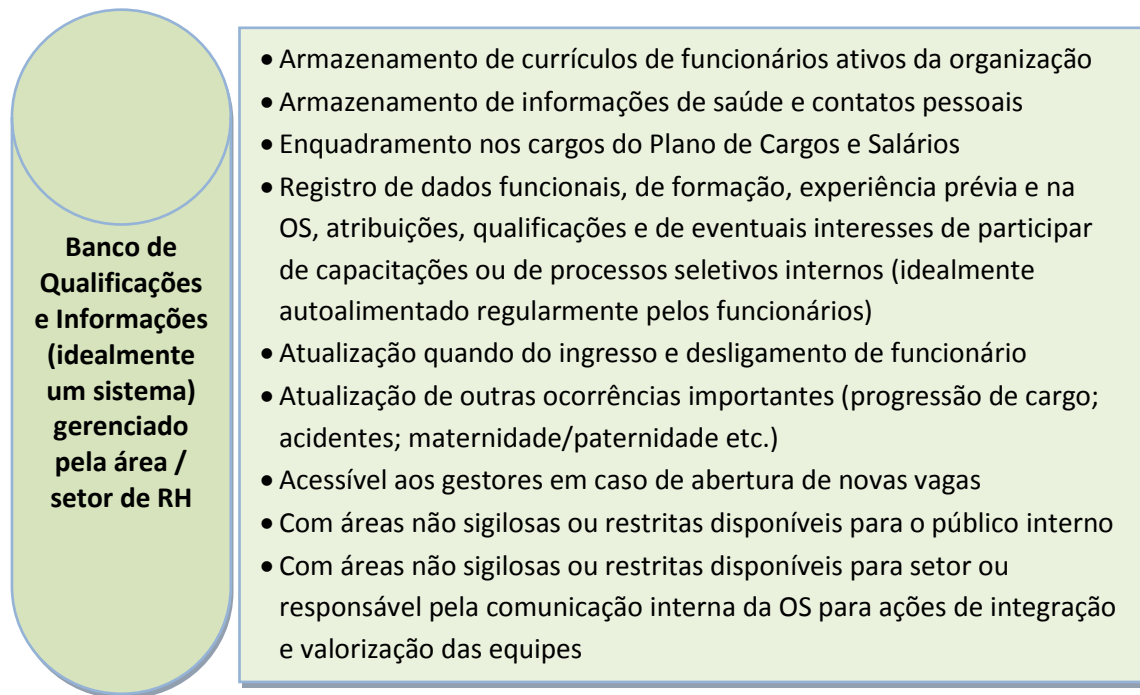 Banco de
Qualificações
e Informações
(idealmente
um sistema)
gerenciado
pela área /
setor de RH
• Armazenamento de currículos de funcionários ativos da organização
• Armazenamento de informações de saúde e contatos pessoais
• Enquadramento nos cargos do Plano de Cargos e Salários
• Registro de dados funcionais, de formação, experiência prévia e na
OS, atribuições, qualificações e de eventuais interesses de participar
de capacitações ou de processos seletivos internos (idealmente
autoalimentado regularmente pelos funcionários)
• Atualização quando do ingresso e desligamento de funcionário
• Atualização de outras ocorrências importantes (progressão de cargo;
acidentes; maternidade/paternidade etc.)
• Acessível aos gestores em caso de abertura de novas vagas
• Com áreas não sigilosas ou restritas disponíveis para o público interno
• Com áreas não sigilosas ou restritas disponíveis para setor ou
responsável pela comunicação interna da OS para ações de integração
e valorização das equipes